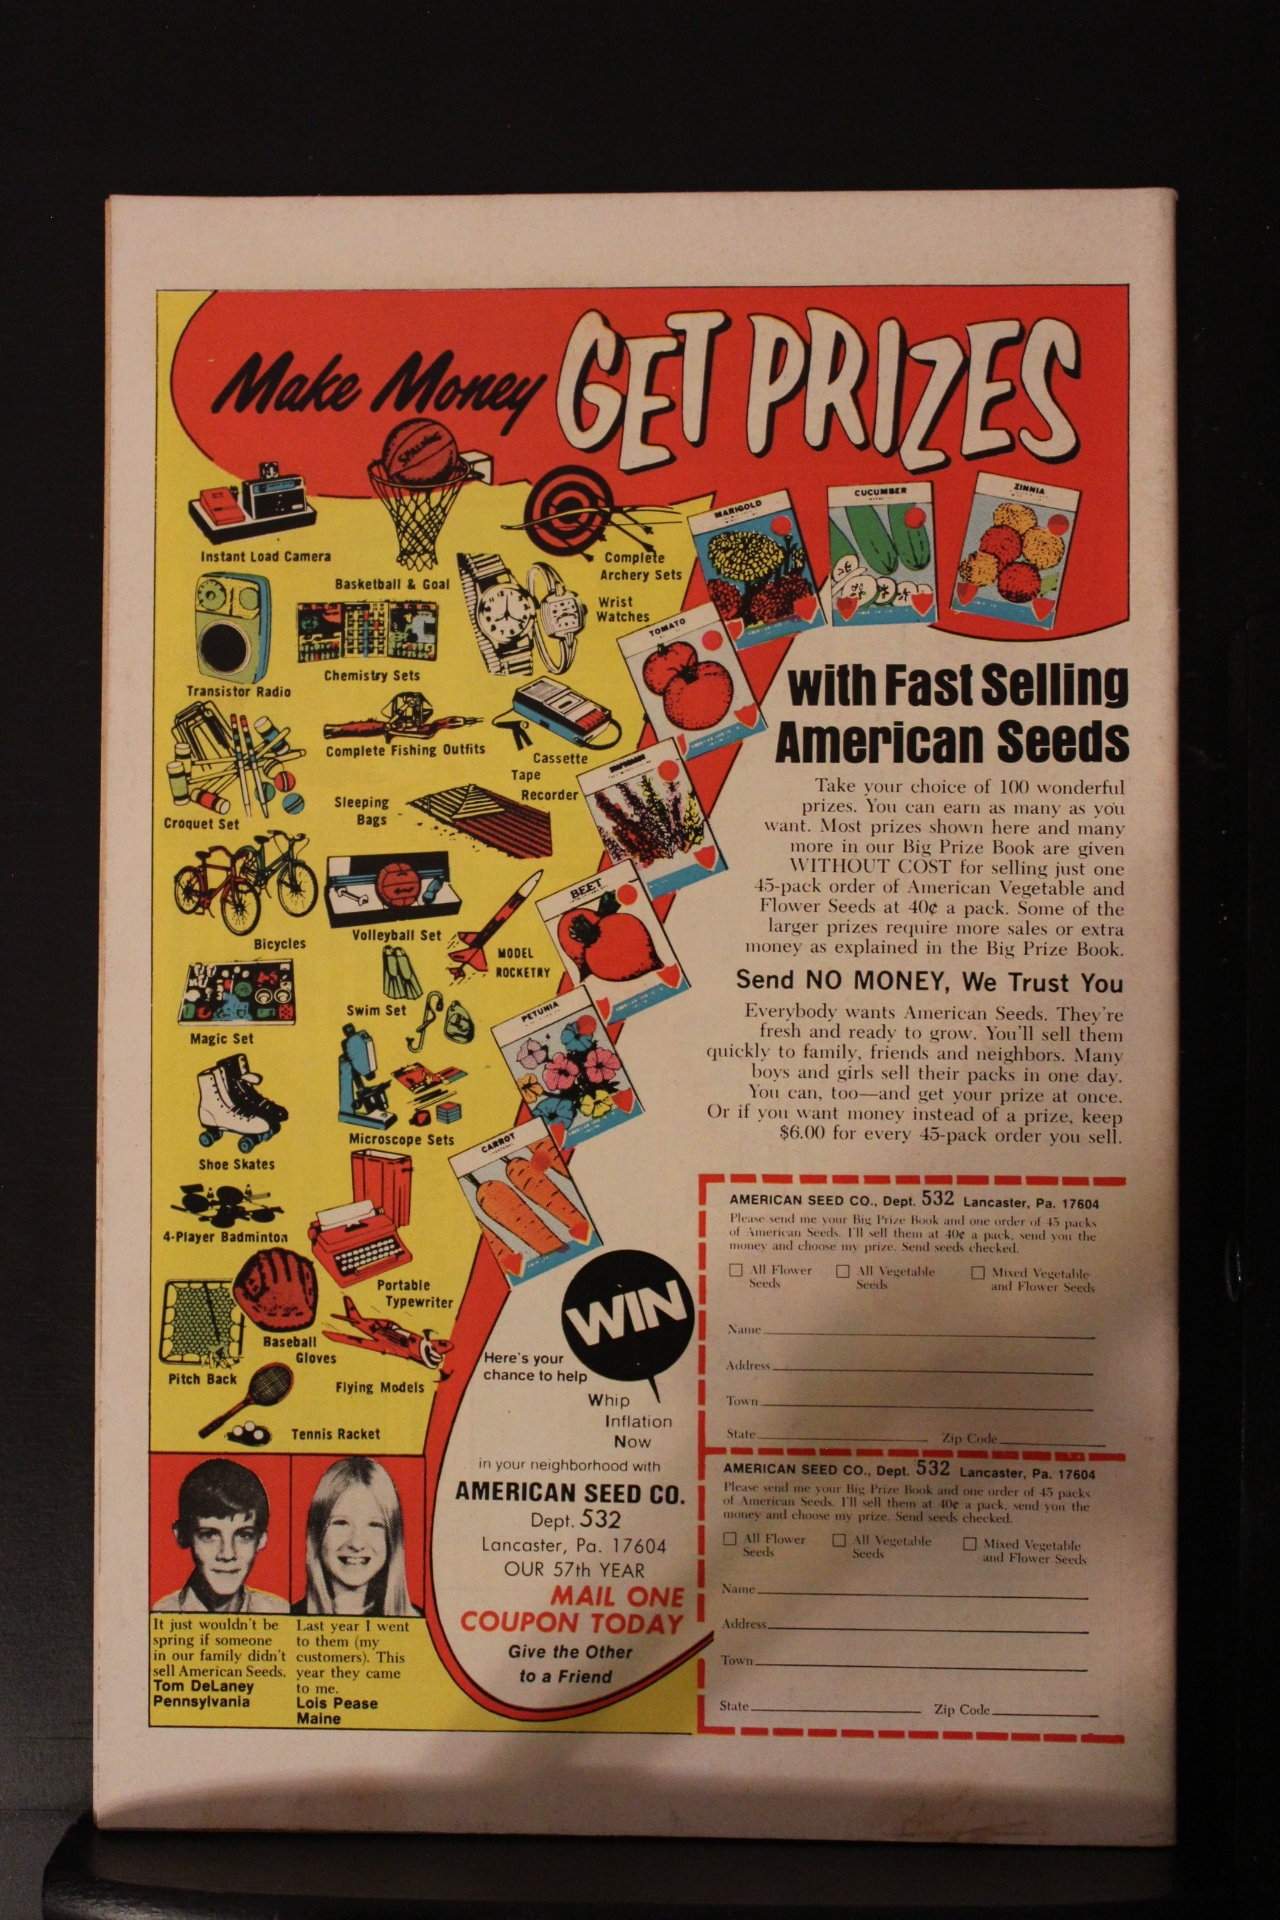 Make Money GET PRIZES
SPALDING
Instant Load Camera
Basketball & Goal
Complete
Archery Sets
Wrist
Watches
Transistor Radio
Chemistry Sets
Complete Fishing Outfits
Cassette
Tape
Recorder
Croquet Set
Sleeping
Bags
Bicycles
Volleyball Set
MODEL
ROCKETRY
Magic Set
Swim Set
Shoe Skates
Microscope Sets
4-Player Badminton
Portable
Typewriter
Baseball
Gloves
Pitch Back
Flying Models
Tennis Racket
MARIGOLD
CUCUMBER
ZINNIA
TOMATO
BEET
PETUNIA
CARROT
with Fast Selling
American Seeds
Take your choice of 100 wonderful
prizes. You can earn as many as you
want. Most prizes shown here and many
more in our Big Prize Book are given
WITHOUT COST for selling just one
45-pack order of American Vegetable and
Flower Seeds at 40¢ a pack. Some of the
larger prizes require more sales or extra
money as explained in the Big Prize Book.
Send NO MONEY, We Trust You
Everybody wants American Seeds. They're
fresh and ready to grow. You'll sell them
quickly to family, friends and neighbors. Many
boys and girls sell their packs in one day.
You can, too—and get your prize at once.
Or if you want money instead of a prize, keep
$6.00 for every 45-pack order you sell.
WIN
Here's your
chance to help
Whip
Inflation
Now
in your neighborhood with
AMERICAN SEED CO.
Dept. 532
Lancaster, Pa. 17604
OUR 57th YEAR
MAIL ONE
COUPON TODAY
Give the Other
to a Friend
It just wouldn't be
spring if someone
in our family didn't
sell American Seeds.
Tom DeLaney
Pennsylvania
Last year I went
to them (my
customers). This
year they came
to me.
Lois Pease
Maine
AMERICAN SEED CO., Dept. 532 Lancaster, Pa. 17604
Please send me your Big Prize Book and one order of 45 packs
of American Seeds. I'll sell them at 40¢ a pack, send you the
money and choose my prize. Send seeds checked.
All Flower
Seeds
All Vegetable
Seeds
Mixed Vegetable
and Flower Seeds
Name
Address
Town
State Zip Code
AMERICAN SEED CO., Dept. 532 Lancaster, Pa. 17604
Please send me your Big Prize Book and one order of 45 packs
of American Seeds. I'll sell them at 40¢ a pack, send you the
money and choose my prize. Send seeds checked.
All Flower
Seeds
All Vegetable
Seeds
Mixed Vegetable
and Flower Seeds
Name
Address
Town
State Zip Code